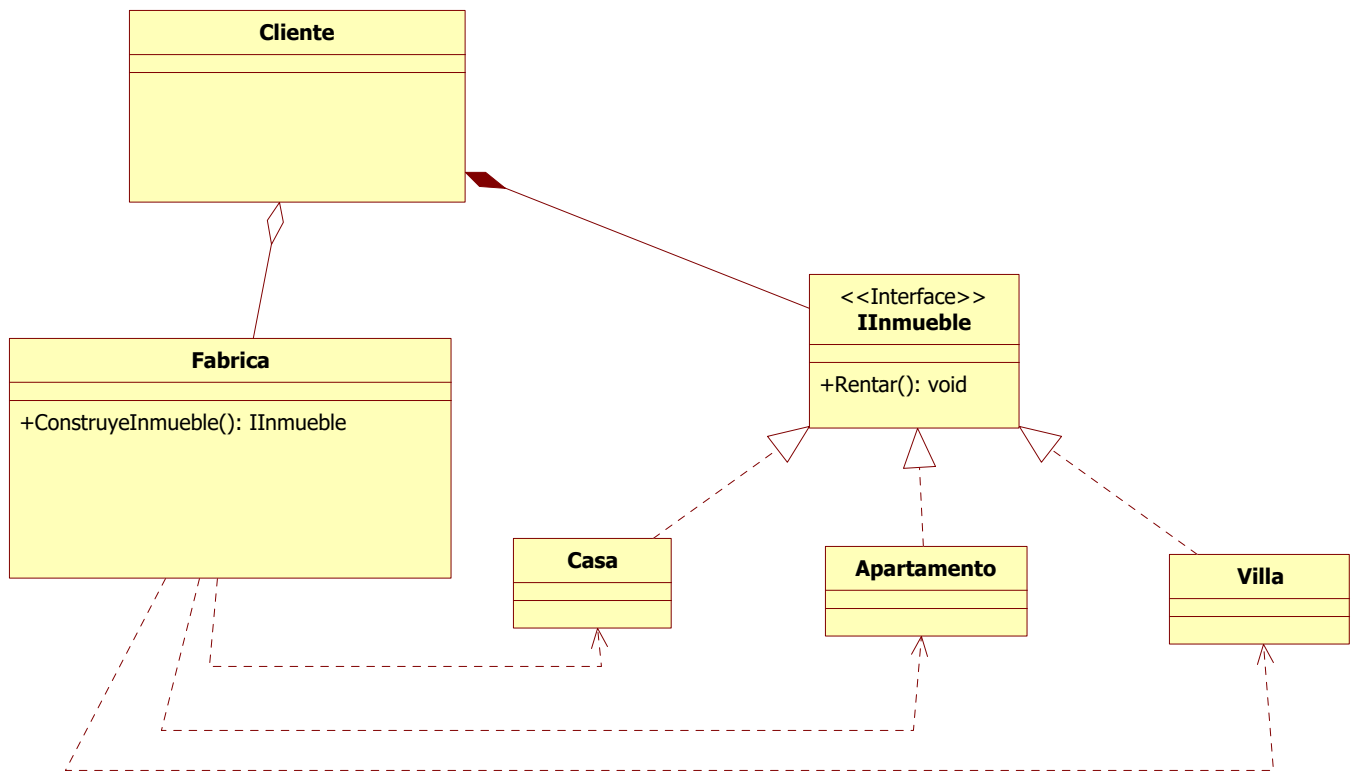 Cliente
Fabrica
+ConstruyeInmueble(): IInmueble
<<Interface>>
IInmueble
+Rentar(): void
Casa
Apartamento
Villa